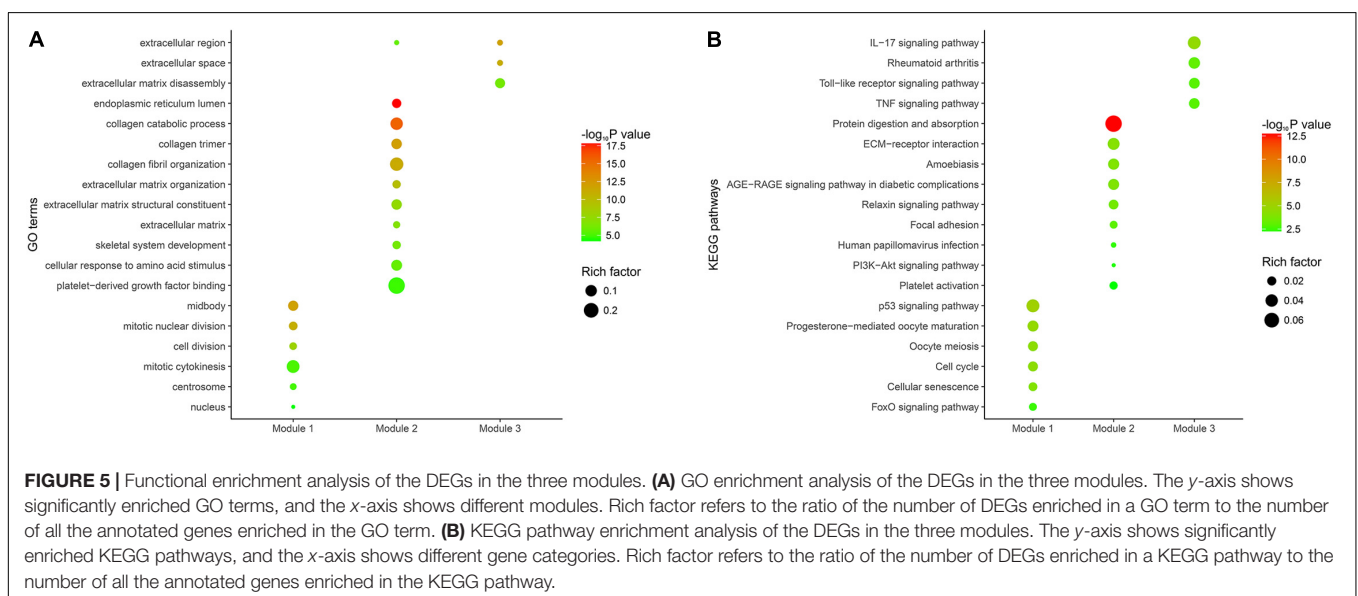 A
extracellular region
extracellular space
extracellular matrix disassembly
endoplasmic reticulum lumen
collagen catabolic process
collagen trimer
collagen fibril organization
extracellular matrix organization
extracellular matrix structural constituent
extracellular matrix
skeletal system development
cellular response to amino acid stimulus
platelet-derived growth factor binding
midbody
mitotic nuclear division
cell division
mitotic cytokinesis
centrosome
nucleus
GO terms
Module 1
Module 2
Module 3
-log₁₀P value
17.5
15.0
12.5
10.0
7.5
5.0
Rich factor
0.1
0.2
B
IL-17 signaling pathway
Rheumatoid arthritis
Toll-like receptor signaling pathway
TNF signaling pathway
Protein digestion and absorption
ECM-receptor interaction
Amoebiasis
AGE-RAGE signaling pathway in diabetic complications
Relaxin signaling pathway
Focal adhesion
Human papillomavirus infection
PI3K-Akt signaling pathway
Platelet activation
p53 signaling pathway
Progesterone-mediated oocyte maturation
Oocyte meiosis
Cell cycle
Cellular senescence
FoxO signaling pathway
KEGG pathways
Module 1
Module 2
Module 3
-log₁₀P value
12.5
10.0
7.5
5.0
2.5
Rich factor
0.02
0.04
0.06
FIGURE 5 | Functional enrichment analysis of the DEGs in the three modules. (A) GO enrichment analysis of the DEGs in the three modules. The y-axis shows
significantly enriched GO terms, and the x-axis shows different modules. Rich factor refers to the ratio of the number of DEGs enriched in a GO term to the number
of all the annotated genes enriched in the GO term. (B) KEGG pathway enrichment analysis of the DEGs in the three modules. The y-axis shows significantly
enriched KEGG pathways, and the x-axis shows different gene categories. Rich factor refers to the ratio of the number of DEGs enriched in a KEGG pathway to the
number of all the annotated genes enriched in the KEGG pathway.